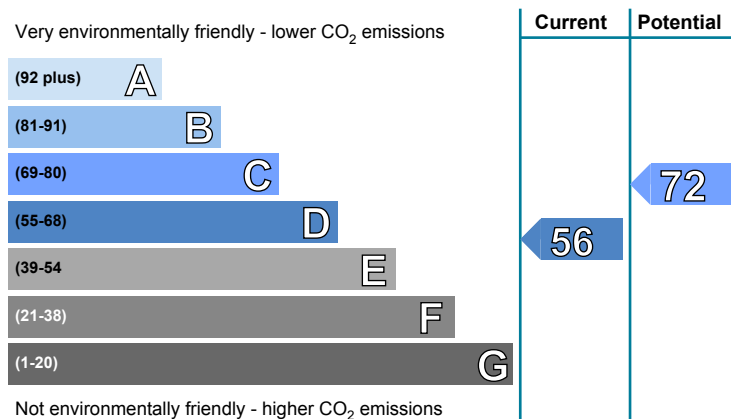 Very environmentally friendly - lower CO2 emissions
Current
Potential
(92 plus) A
(81-91) B
(69-80) C
72
(55-68) D
56
(39-54 E
(21-38) F
(1-20) G
Not environmentally friendly - higher CO2 emissions